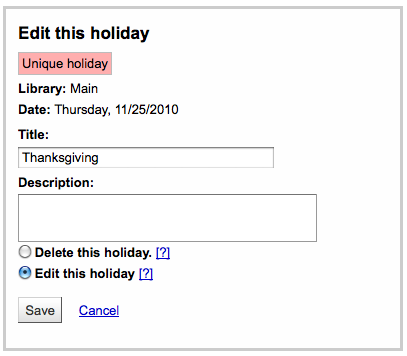 Edit this holiday
Unique holiday
Library: Main
Date: Thursday, 11/25/2010
Title:
Thanksgiving
Description:
Delete this holiday. [?]
Edit this holiday [?]
Save Cancel